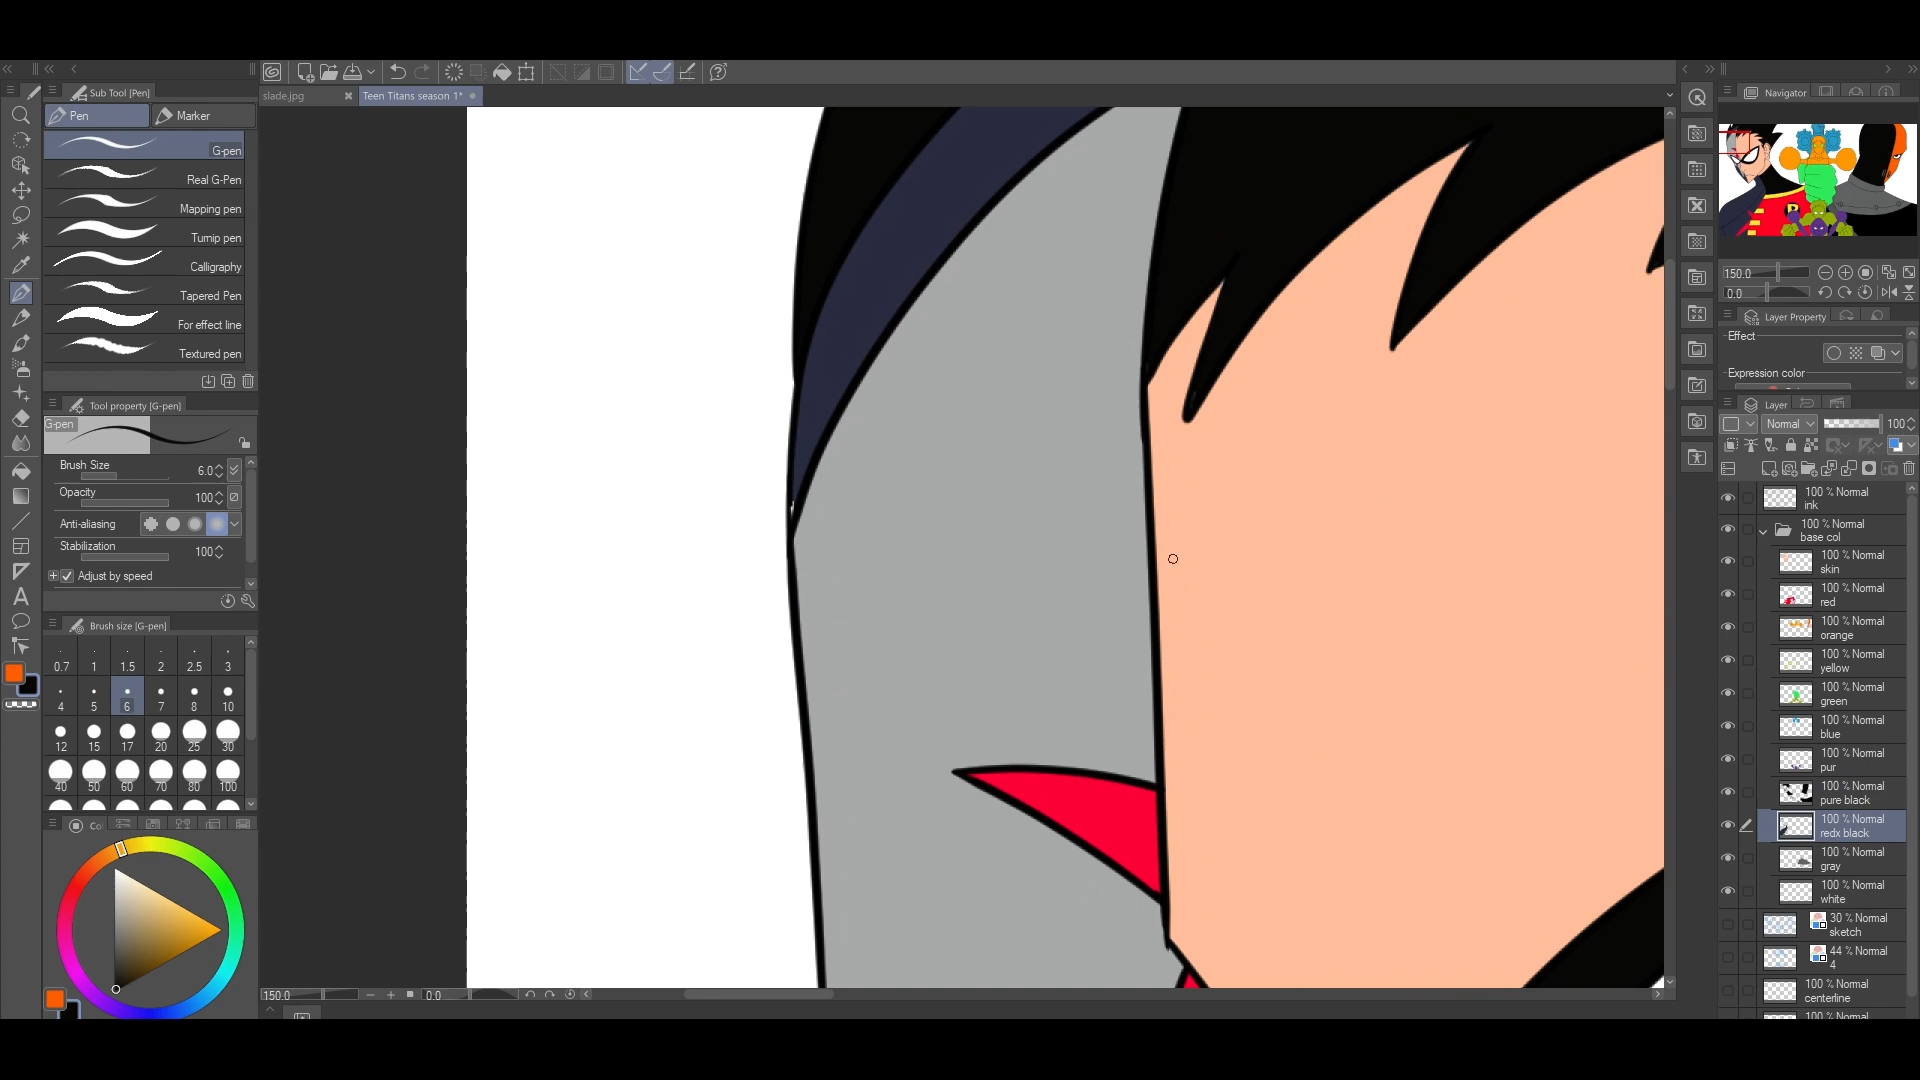 Sub Tool [Pen]
Pen
Marker
G-pen
Real G-Pen
Mapping pen
Turnip pen
Calligraphy
Tapered Pen
For effect line
Textured pen
Tool property [G-pen]
G-pen
Brush Size
6.0
Opacity
100
Anti-aliasing
Stabilization
100
Adjust by speed
Brush size [G-pen]
0.7 1 1.5 2 2.5 3
4 5 6 7 8 10
12 15 17 20 25 30
40 50 60 70 80 100
Co
slade.jpg
Teen Titans season 1*
150.0
0.0
Navigator
150.0
0.0
Layer Property
Effect
Expression color
Layer
Normal
100
100 % Normal
ink
100 % Normal
base col
100 % Normal
skin
100 % Normal
red
100 % Normal
orange
100 % Normal
yellow
100 % Normal
green
100 % Normal
blue
100 % Normal
pur
100 % Normal
pure black
100 % Normal
redx black
100 % Normal
gray
100 % Normal
white
30 % Normal
sketch
44 % Normal
4
100 % Normal
centerline
100 % Normal